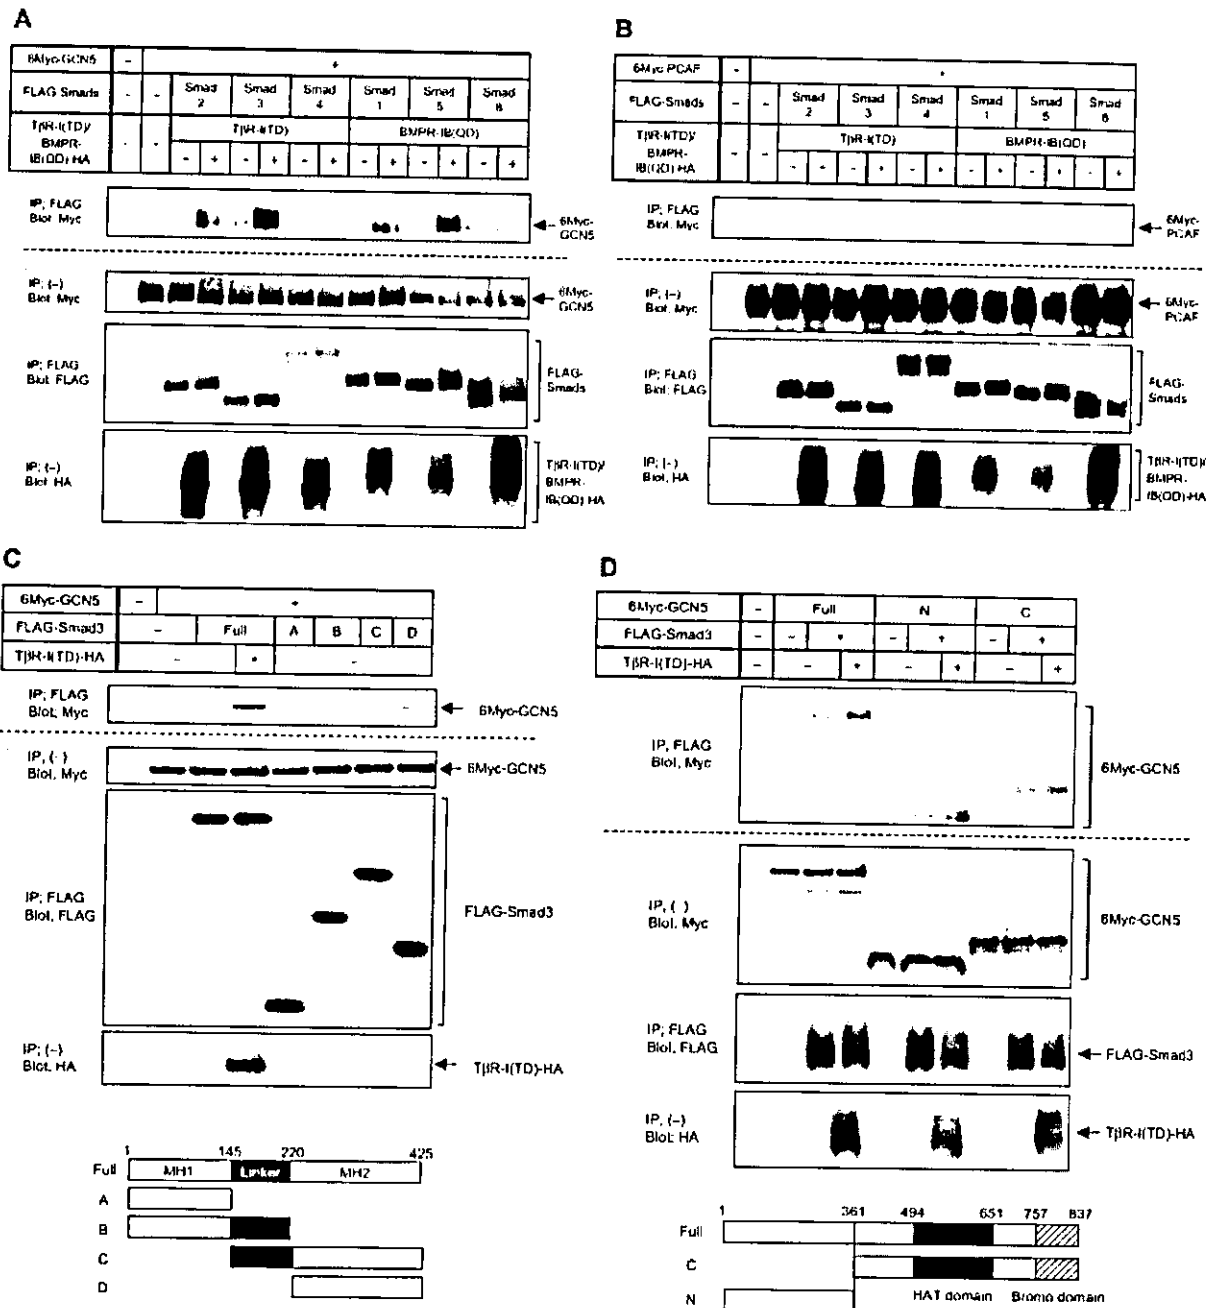 A
6Myc-GCN5 - +
FLAG Smads - - Smad 2 Smad 3 Smad 4 Smad 1 Smad 5 Smad 8
TβR-I(TD)/ BMPR-IB(QD)-HA - - TβR-I(TD) BMPR-IB(QD)
- + - + - + - + - + - +
IP; FLAG
Blot, Myc
6Myc-
GCN5
IP; (-)
Blot, Myc
6Myc-
GCN5
IP; FLAG
Blot, FLAG
FLAG-
Smads
IP; (-)
Blot, HA
TβR-I(TD)/
BMPR-
IB(QD)-HA
B
6Myc PCAF - +
FLAG-Smads - - Smad 2 Smad 3 Smad 4 Smad 1 Smad 5 Smad 8
TβR-I(TD)/ BMPR-IB(QD)-HA - - TβR-I(TD) BMPR-IB(QD)
- + - + - + - + - + - +
IP; FLAG
Blot, Myc
6Myc-
PCAF
IP, (-)
Blot, Myc
6Myc-
PCAF
IP; FLAG
Blot, FLAG
FLAG-
Smads
IP; (-)
Blot, HA
TβR-I(TD)/
BMPR-
IB(QD)-HA
C
6Myc-GCN5 - +
FLAG-Smad3 - Full A B C D
TβR-I(TD)-HA - + -
IP; FLAG
Blot, Myc
6Myc-GCN5
IP, (-)
Blot, Myc
6Myc-GCN5
IP; FLAG
Blot, FLAG
FLAG-Smad3
IP; (-)
Blot, HA
TβR-I(TD)-HA
1 145 220 425
Full MH1 Linker MH2
A
B
C
D
D
6Myc-GCN5 - Full N C
FLAG-Smad3 - - + - + - +
TβR-I(TD)-HA - - + - + - +
IP, FLAG
Blot, Myc
6Myc-GCN5
IP, (-)
Blot, Myc
6Myc-GCN5
IP; FLAG
Blot, FLAG
FLAG-Smad3
IP, (-)
Blot, HA
TβR-I(TD)-HA
1 361 494 651 757 837
Full
C
N
HAT domain Bromo domain